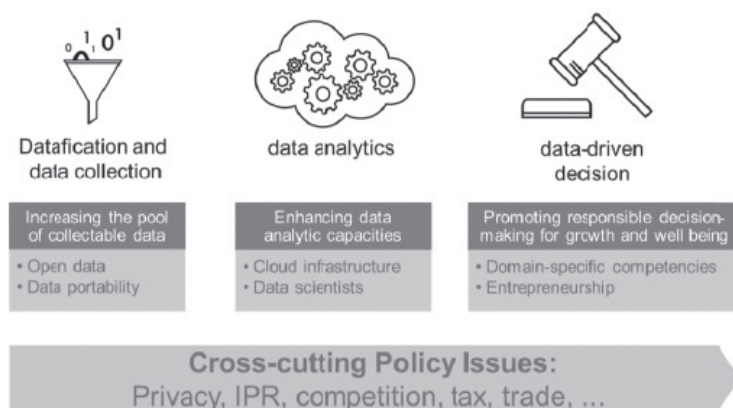 0 1 1 01
Datafication and
data collection
data analytics
data-driven
decision
Increasing the pool
of collectable data
• Open data
• Data portability
Enhancing data
analytic capacities
• Cloud infrastructure
• Data scientists
Promoting responsible decision-
making for growth and well being
• Domain-specific competencies
• Entrepreneurship
Cross-cutting Policy Issues:
Privacy, IPR, competition, tax, trade, ...